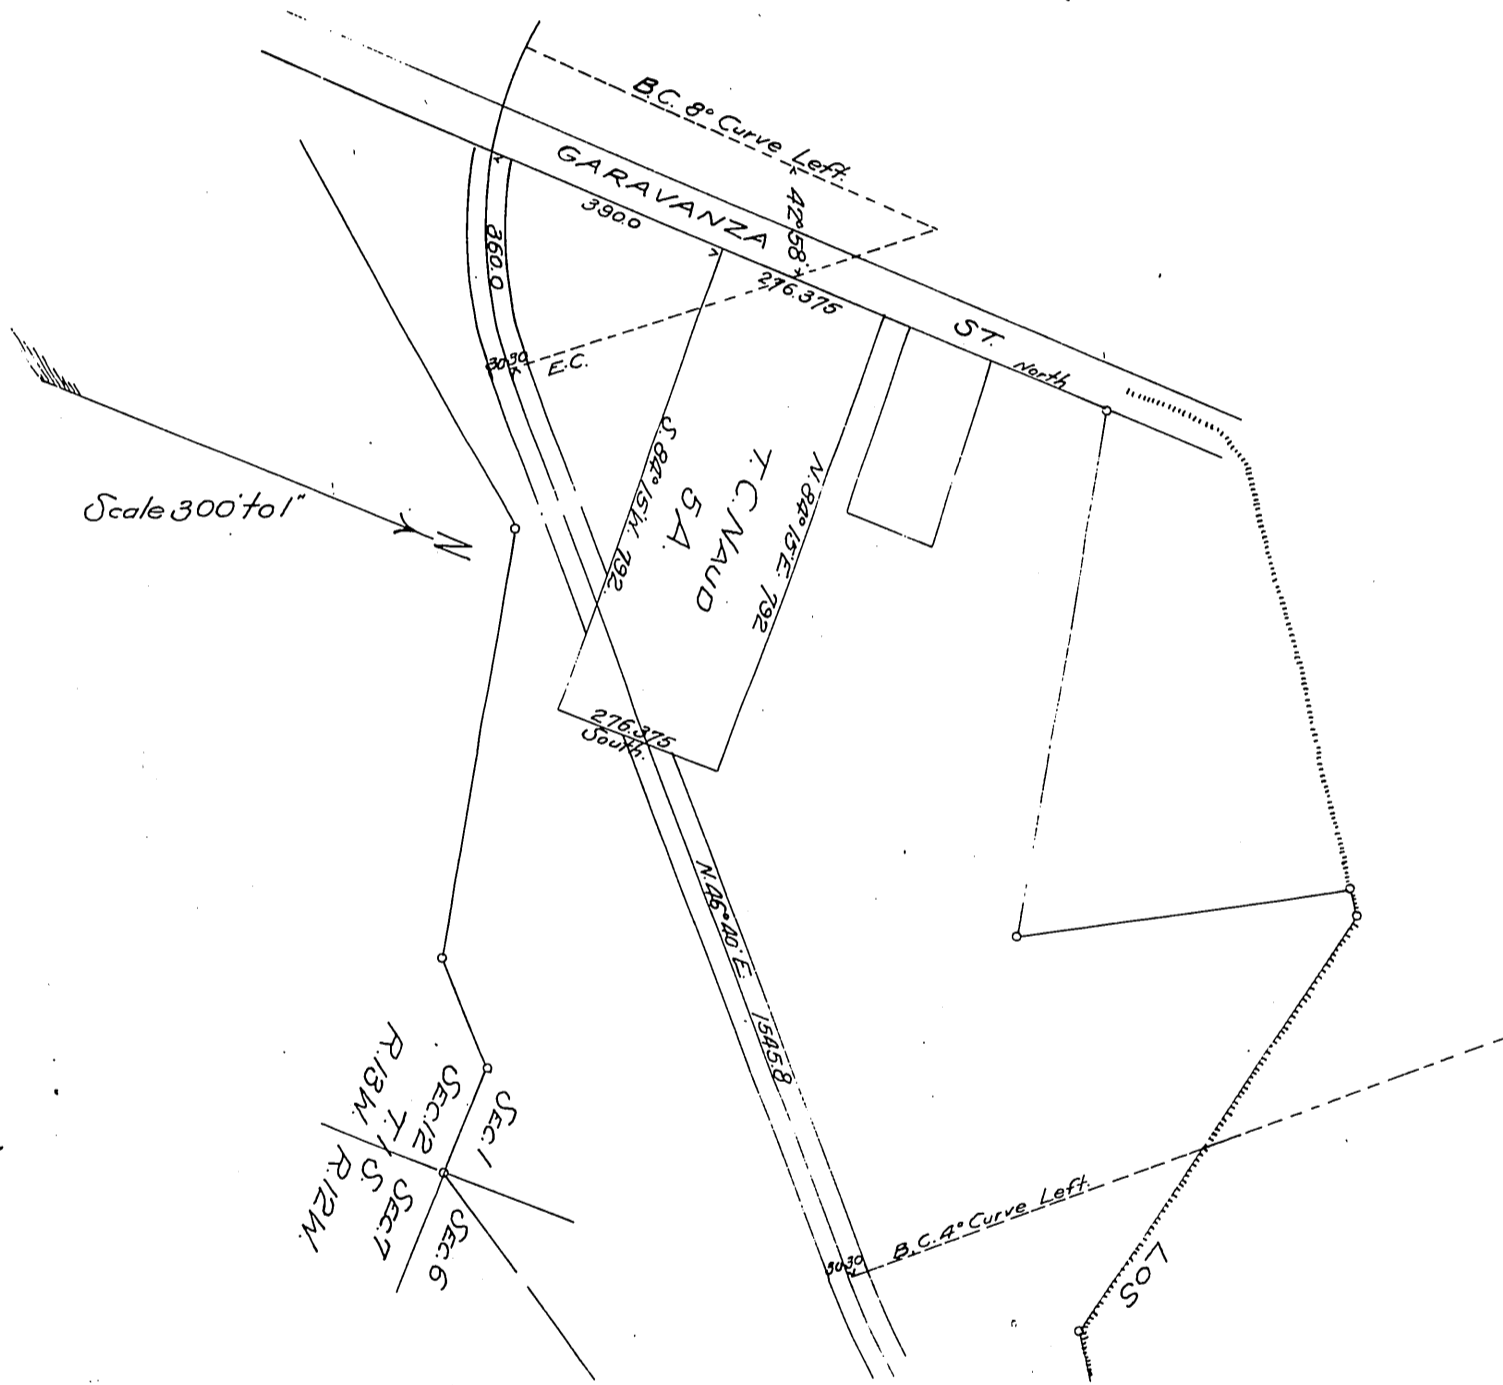 B.C. 8° Curve Left.
GARAVANZA ST.
390.0
42°58'
276.375
360.0
30 30
E.C.
North
S.84°15'W. 792.
T.C. NAUD
5 A.
N.84°15'E. 792
Scale 300' to 1"
N
276.375
South.
N.46°40'E. 1545.8
SEC. 1
SEC. 12
T. 1 S.
R. 13 W.
R. 12 W.
SEC. 7
SEC. 6
B.C. 4° Curve Left.
30 30
LOS